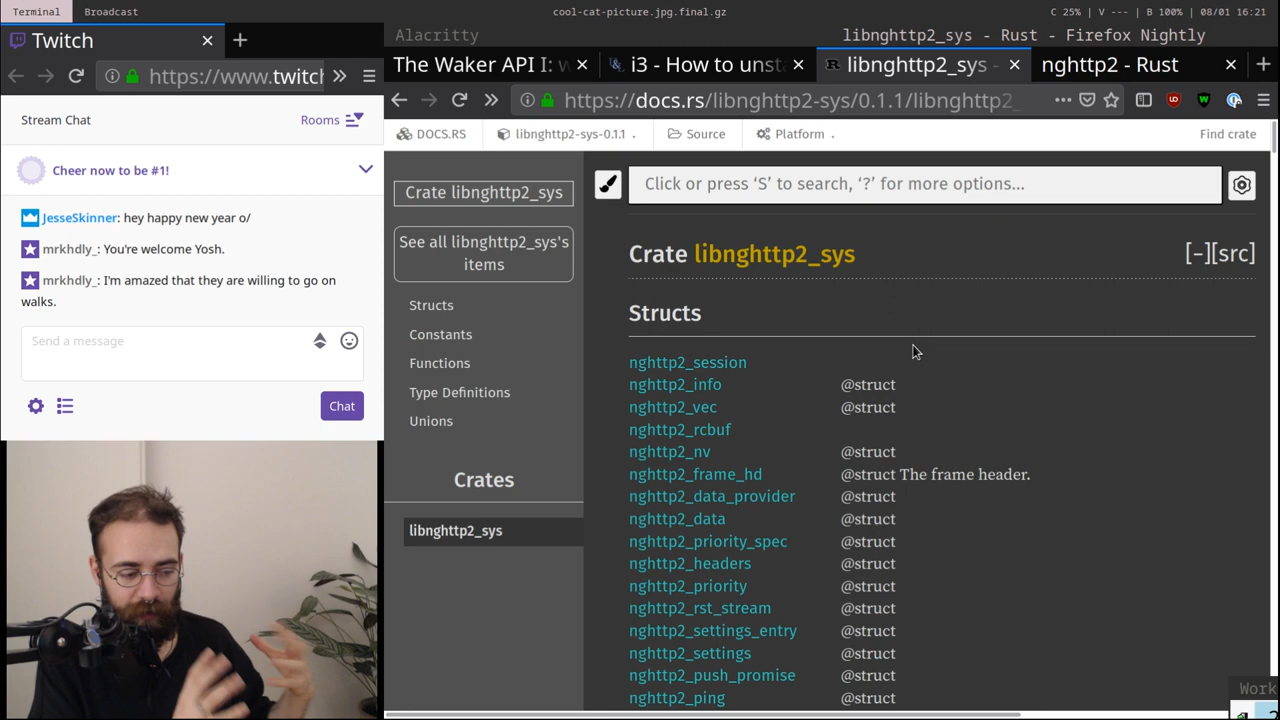 Terminal
Broadcast
cool-cat-picture.jpg.final.gz
C 25% | V --- | B 100% | 08/01 16:21
Twitch
Alacritty
libnghttp2_sys - Rust - Firefox Nightly
The Waker API I: w
i3 - How to unsta
libnghttp2_sys -
nghttp2 - Rust
https://www.twitch
https://docs.rs/libnghttp2-sys/0.1.1/libnghttp2_
Stream Chat
Rooms
DOCS.RS
libnghttp2-sys-0.1.1
Source
Platform
Find crate
Cheer now to be #1!
JesseSkinner: hey happy new year o/
mrkhdly_: You're welcome Yosh.
mrkhdly_: I'm amazed that they are willing to go on
walks.
Send a message
Chat
Crate libnghttp2_sys
See all libnghttp2_sys's
items
Structs
Constants
Functions
Type Definitions
Unions
Crates
libnghttp2_sys
Click or press ‘S’ to search, ‘?’ for more options...
Crate libnghttp2_sys
[−][src]
Structs
nghttp2_session
nghttp2_info @struct
nghttp2_vec @struct
nghttp2_rcbuf
nghttp2_nv @struct
nghttp2_frame_hd @struct The frame header.
nghttp2_data_provider @struct
nghttp2_data @struct
nghttp2_priority_spec @struct
nghttp2_headers @struct
nghttp2_priority @struct
nghttp2_rst_stream @struct
nghttp2_settings_entry @struct
nghttp2_settings @struct
nghttp2_push_promise @struct
nghttp2_ping @struct
Work